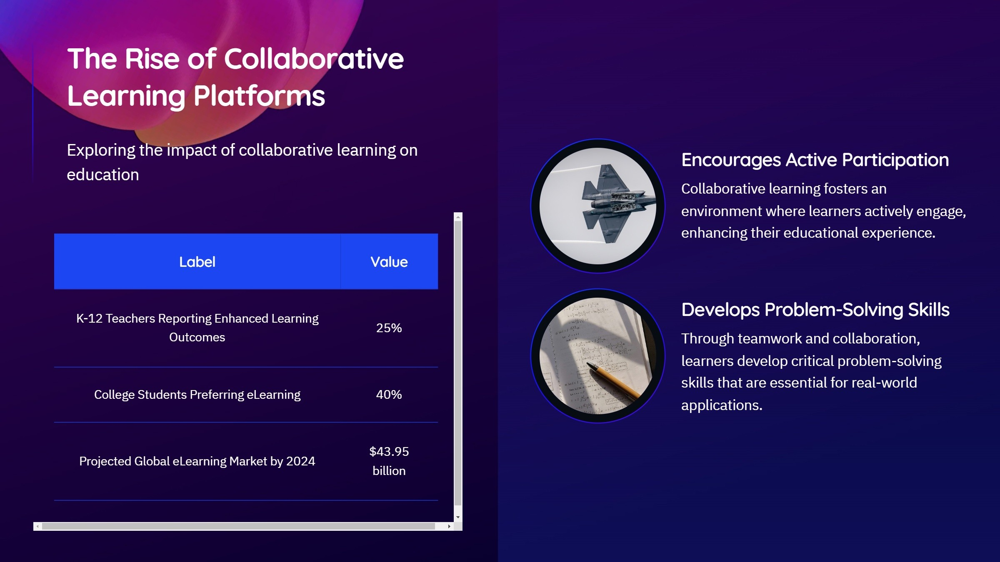 The Rise of Collaborative
Learning Platforms
Exploring the impact of collaborative learning on
education
Label Value
K-12 Teachers Reporting Enhanced Learning
Outcomes
25%
College Students Preferring eLearning 40%
Projected Global eLearning Market by 2024
$43.95
billion
Encourages Active Participation
Collaborative learning fosters an
environment where learners actively engage,
enhancing their educational experience.
Develops Problem-Solving Skills
Through teamwork and collaboration,
learners develop critical problem-solving
skills that are essential for real-world
applications.